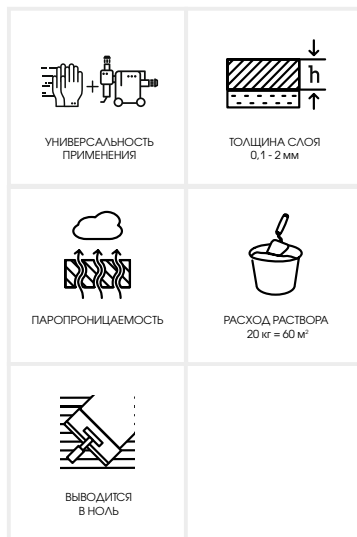 +
h
УНИВЕРСАЛЬНОСТЬ
ПРИМЕНЕНИЯ
ТОЛЩИНА СЛОЯ
0,1 - 2 мм
ПАРОПРОНИЦАЕМОСТЬ
РАСХОД РАСТВОРА
20 кг = 60 м²
ВЫВОДИТСЯ
В НОЛЬ